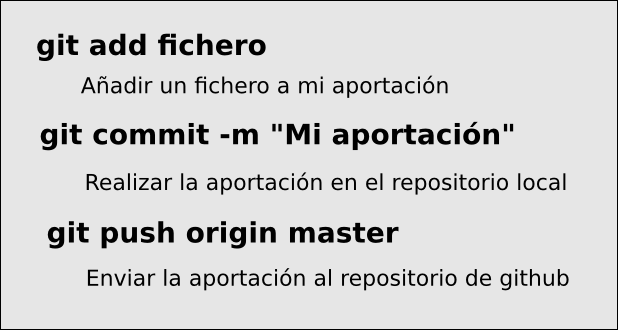 git add fichero
Añadir un fichero a mi aportación
git commit -m "Mi aportación"
Realizar la aportación en el repositorio local
git push origin master
Enviar la aportación al repositorio de github